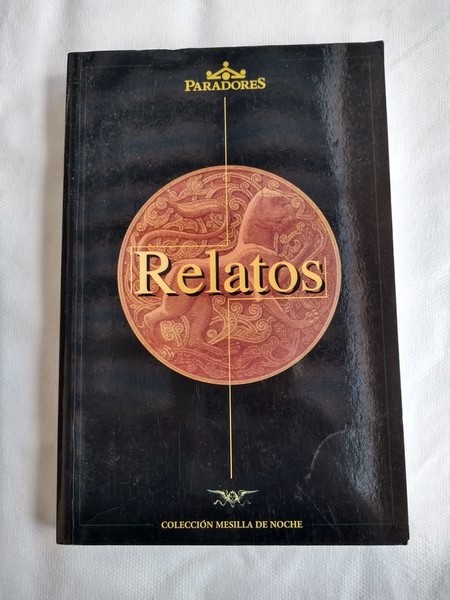 PARADORES
Relatos
COLECCIÓN MESILLA DE NOCHE